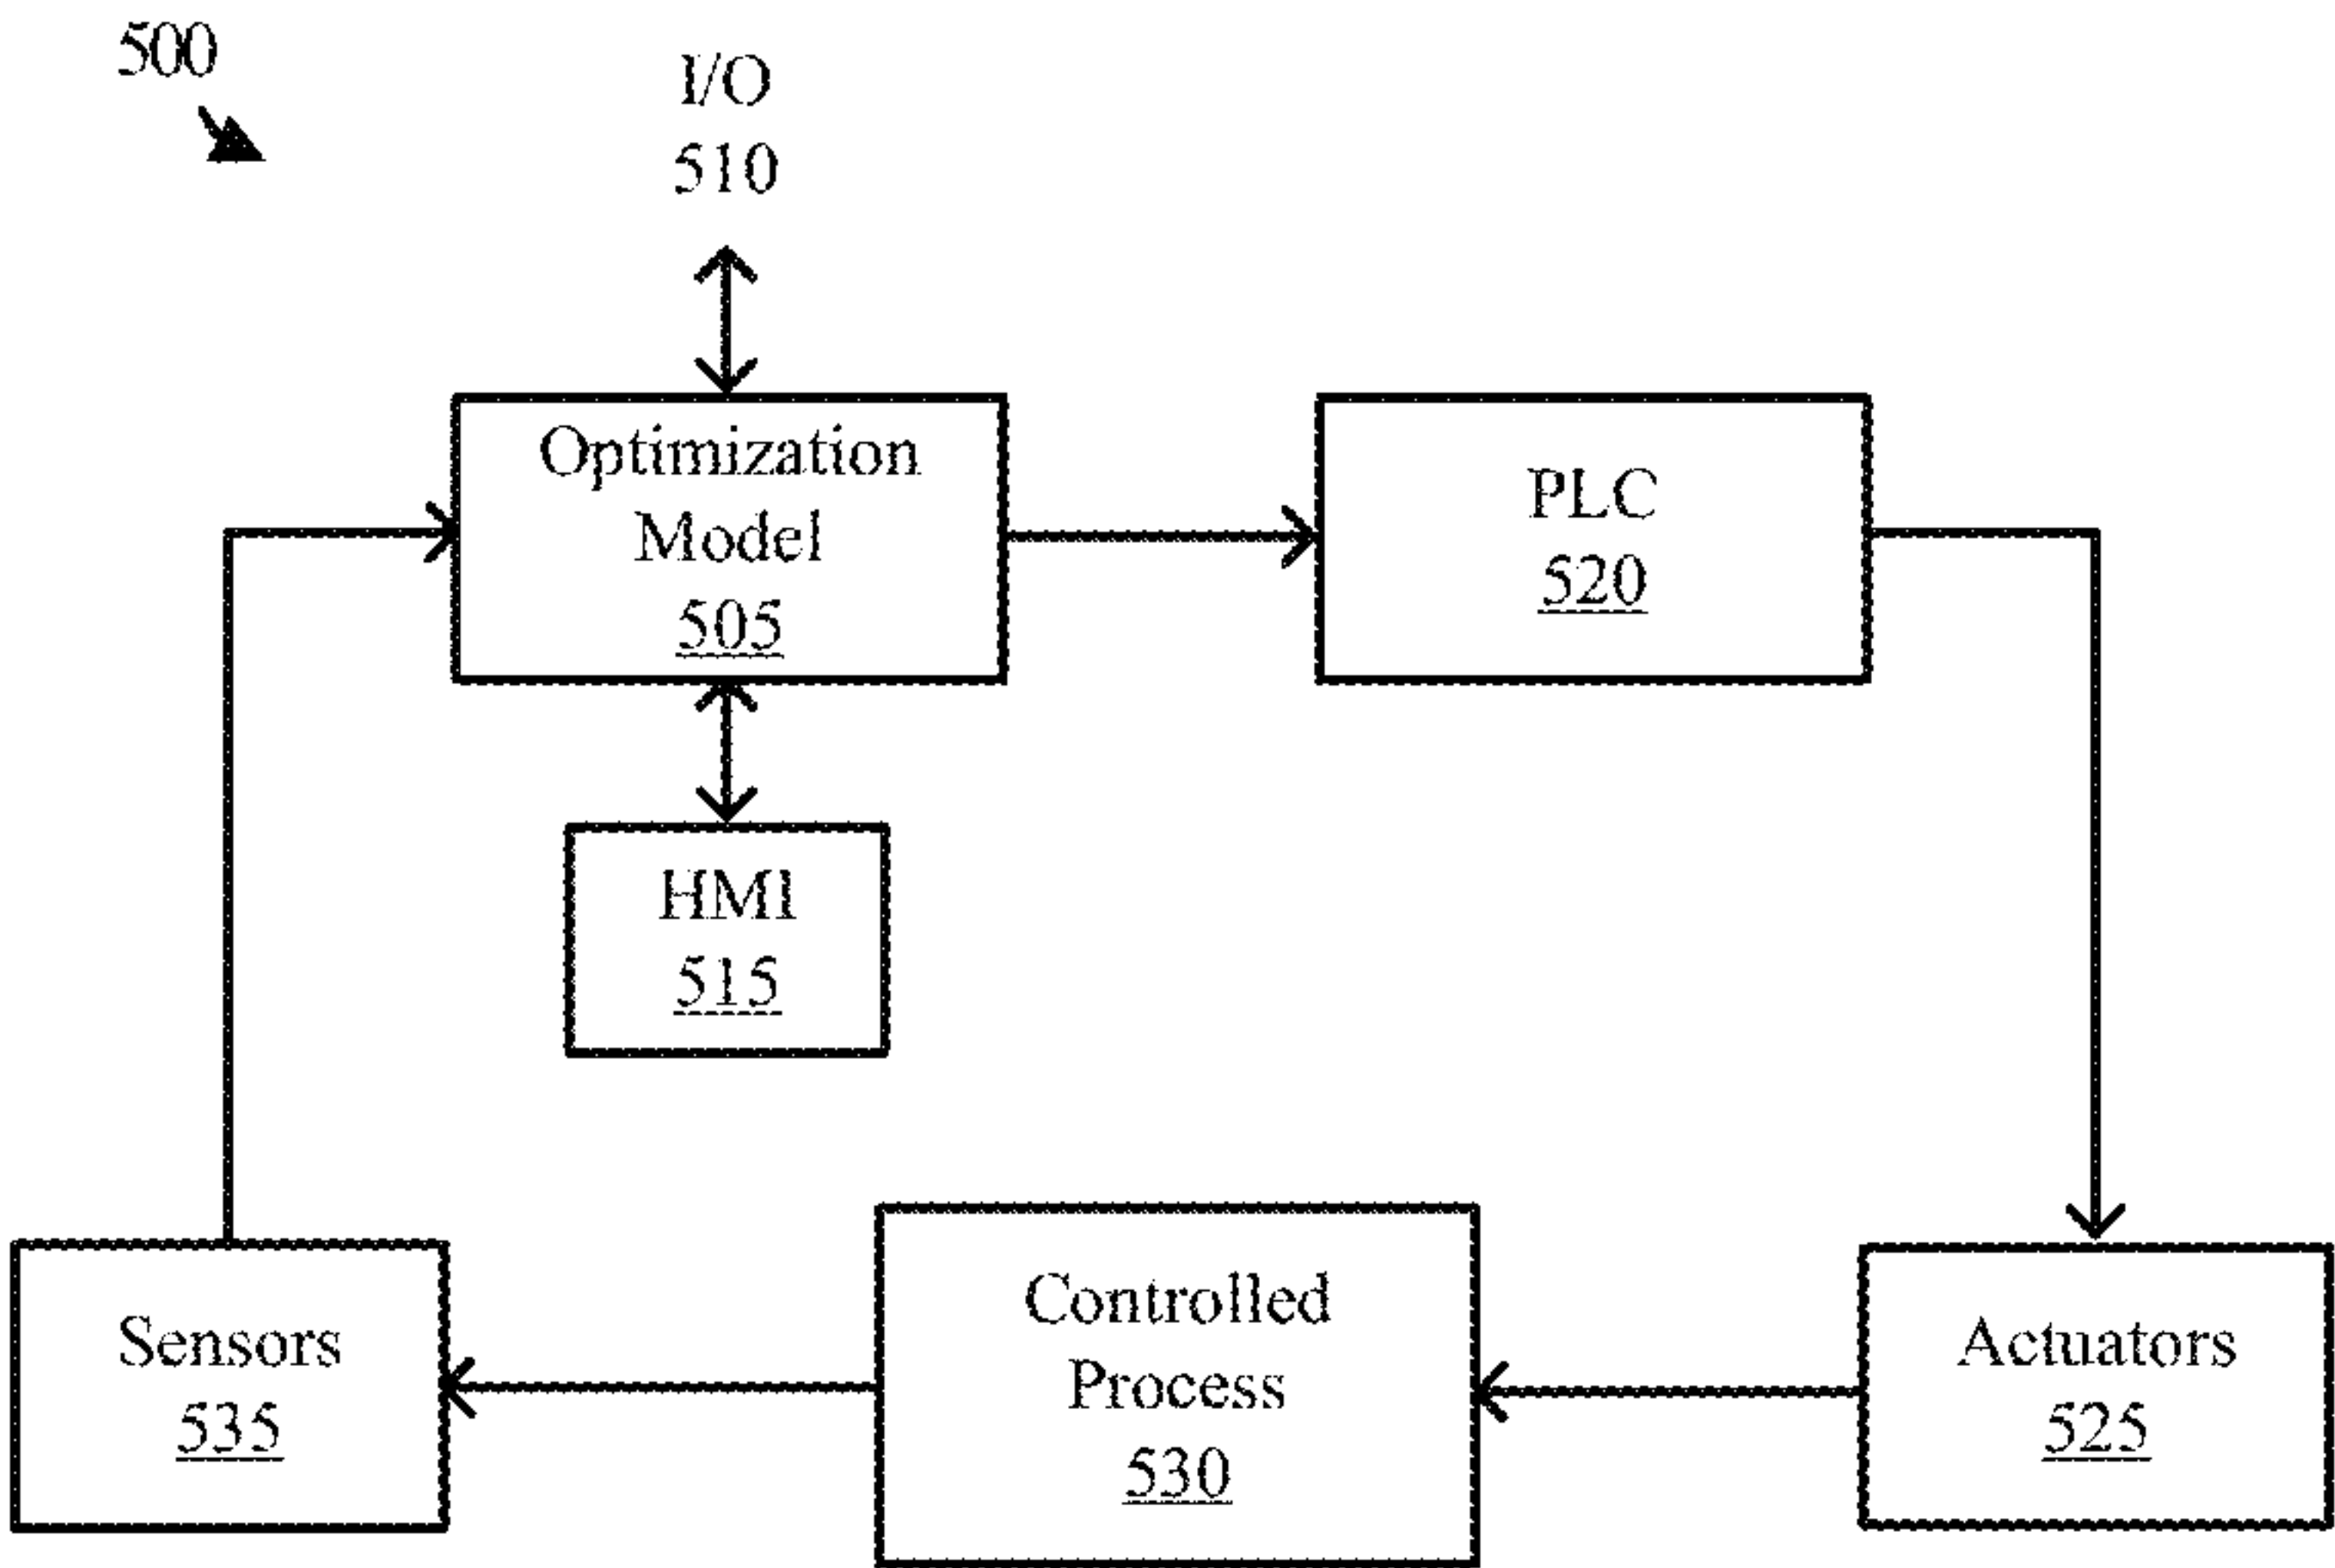 500
I/O
510
Optimization
Model
505
PLC
520
HMI
515
Sensors
535
Controlled
Process
530
Actuators
525